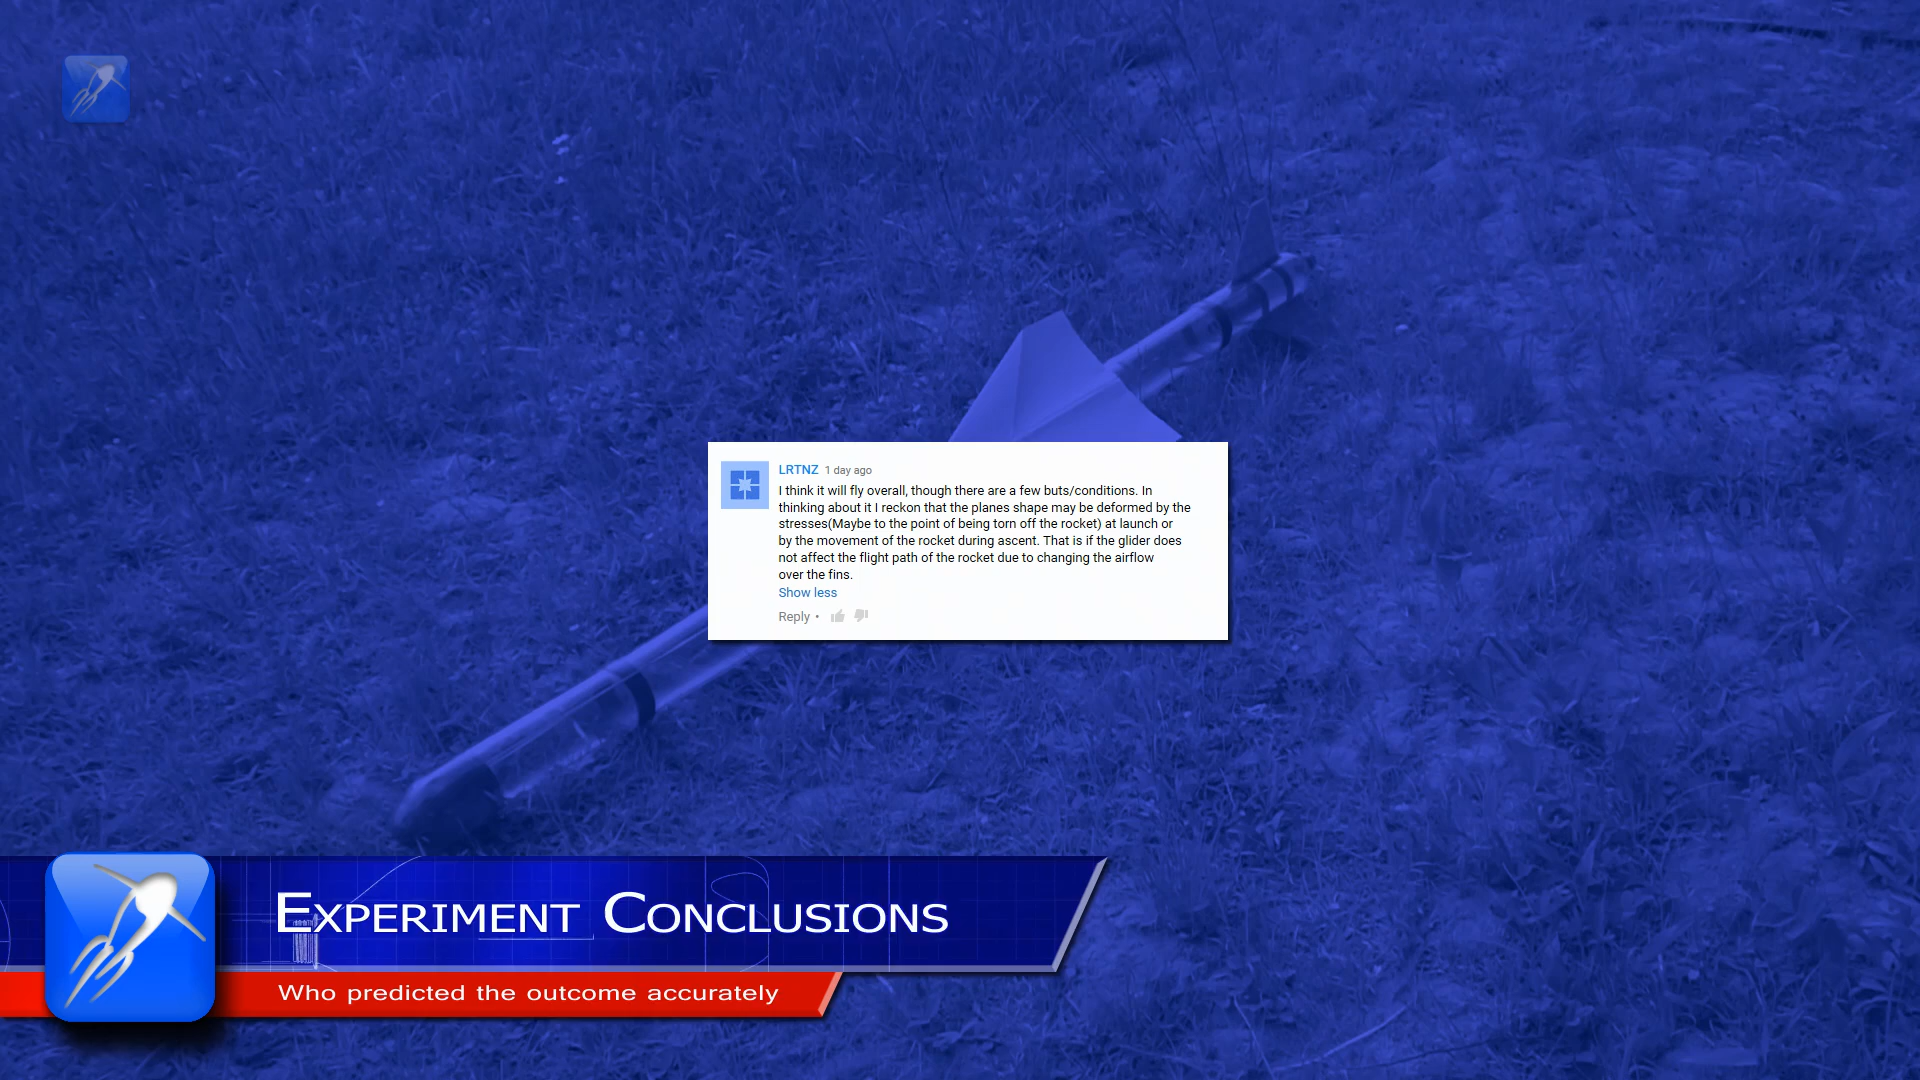 LRTNZ 1 day ago
I think it will fly overall, though there are a few buts/conditions. In
thinking about it I reckon that the planes shape may be deformed by the
stresses(Maybe to the point of being torn off the rocket) at launch or
by the movement of the rocket during ascent. That is if the glider does
not affect the flight path of the rocket due to changing the airflow
over the fins.
Show less
Reply •
Experiment Conclusions
Who predicted the outcome accurately